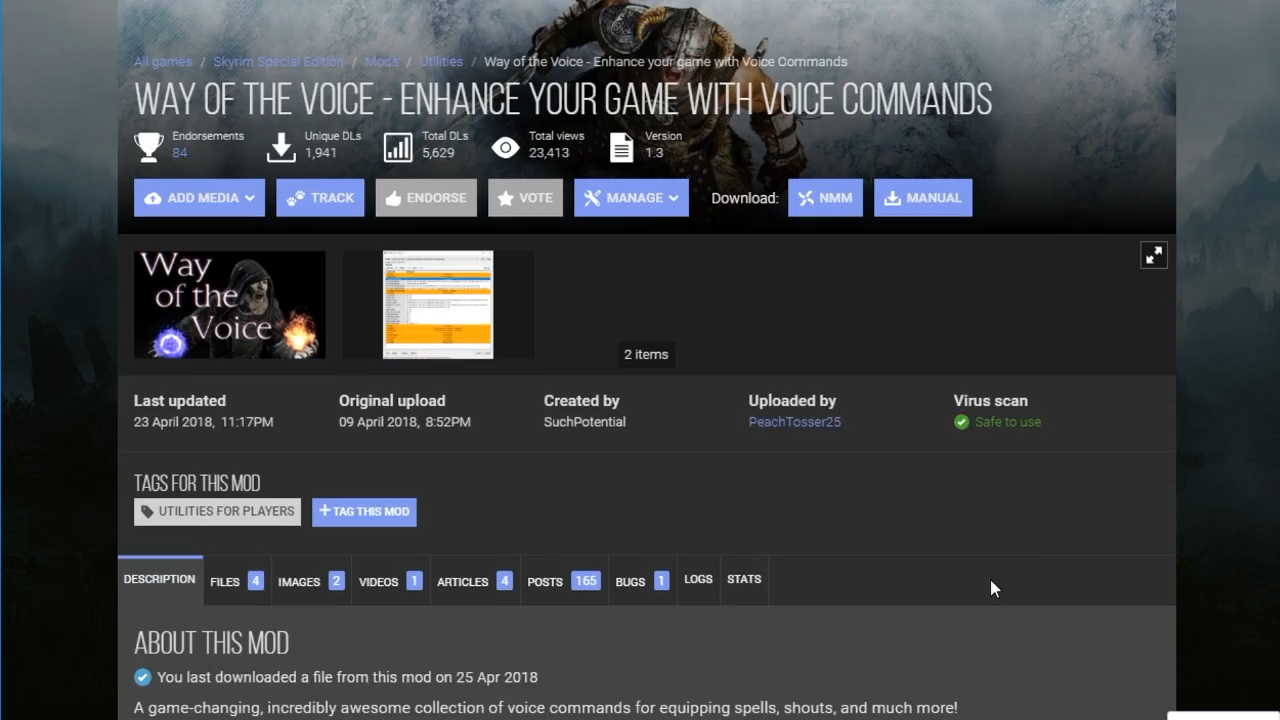 All games / Skyrim Special Edition / Mods / Utilities / Way of the Voice - Enhance your game with Voice Commands
WAY OF THE VOICE - ENHANCE YOUR GAME WITH VOICE COMMANDS
Endorsements Unique DLs Total DLs Total views Version
84 1,941 5,629 23,413 1.3
ADD MEDIA TRACK ENDORSE VOTE MANAGE Download: NMM MANUAL
Way
of the
Voice
2 items
Last updated Original upload Created by Uploaded by Virus scan
23 April 2018, 11:17PM 09 April 2018, 8:52PM SuchPotential PeachTosser25 Safe to use
TAGS FOR THIS MOD
UTILITIES FOR PLAYERS + TAG THIS MOD
DESCRIPTION FILES 4 IMAGES 2 VIDEOS 1 ARTICLES 4 POSTS 165 BUGS 1 LOGS STATS
ABOUT THIS MOD
You last downloaded a file from this mod on 25 Apr 2018
A game-changing, incredibly awesome collection of voice commands for equipping spells, shouts, and much more!